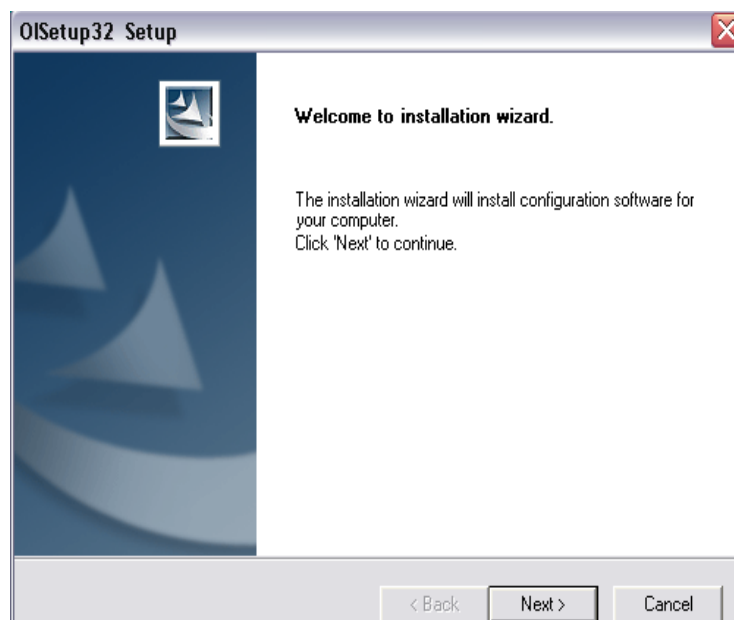 OISetup32 Setup
Welcome to installation wizard.
The installation wizard will install configuration software for
your computer.
Click 'Next' to continue.
< Back
Next >
Cancel